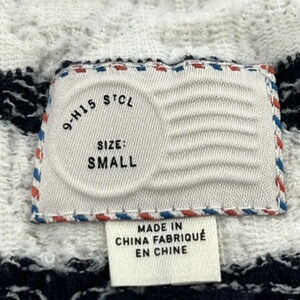 9-H15 STCL
SIZE:
SMALL
MADE IN
CHINA FABRIQUÉ
EN CHINE